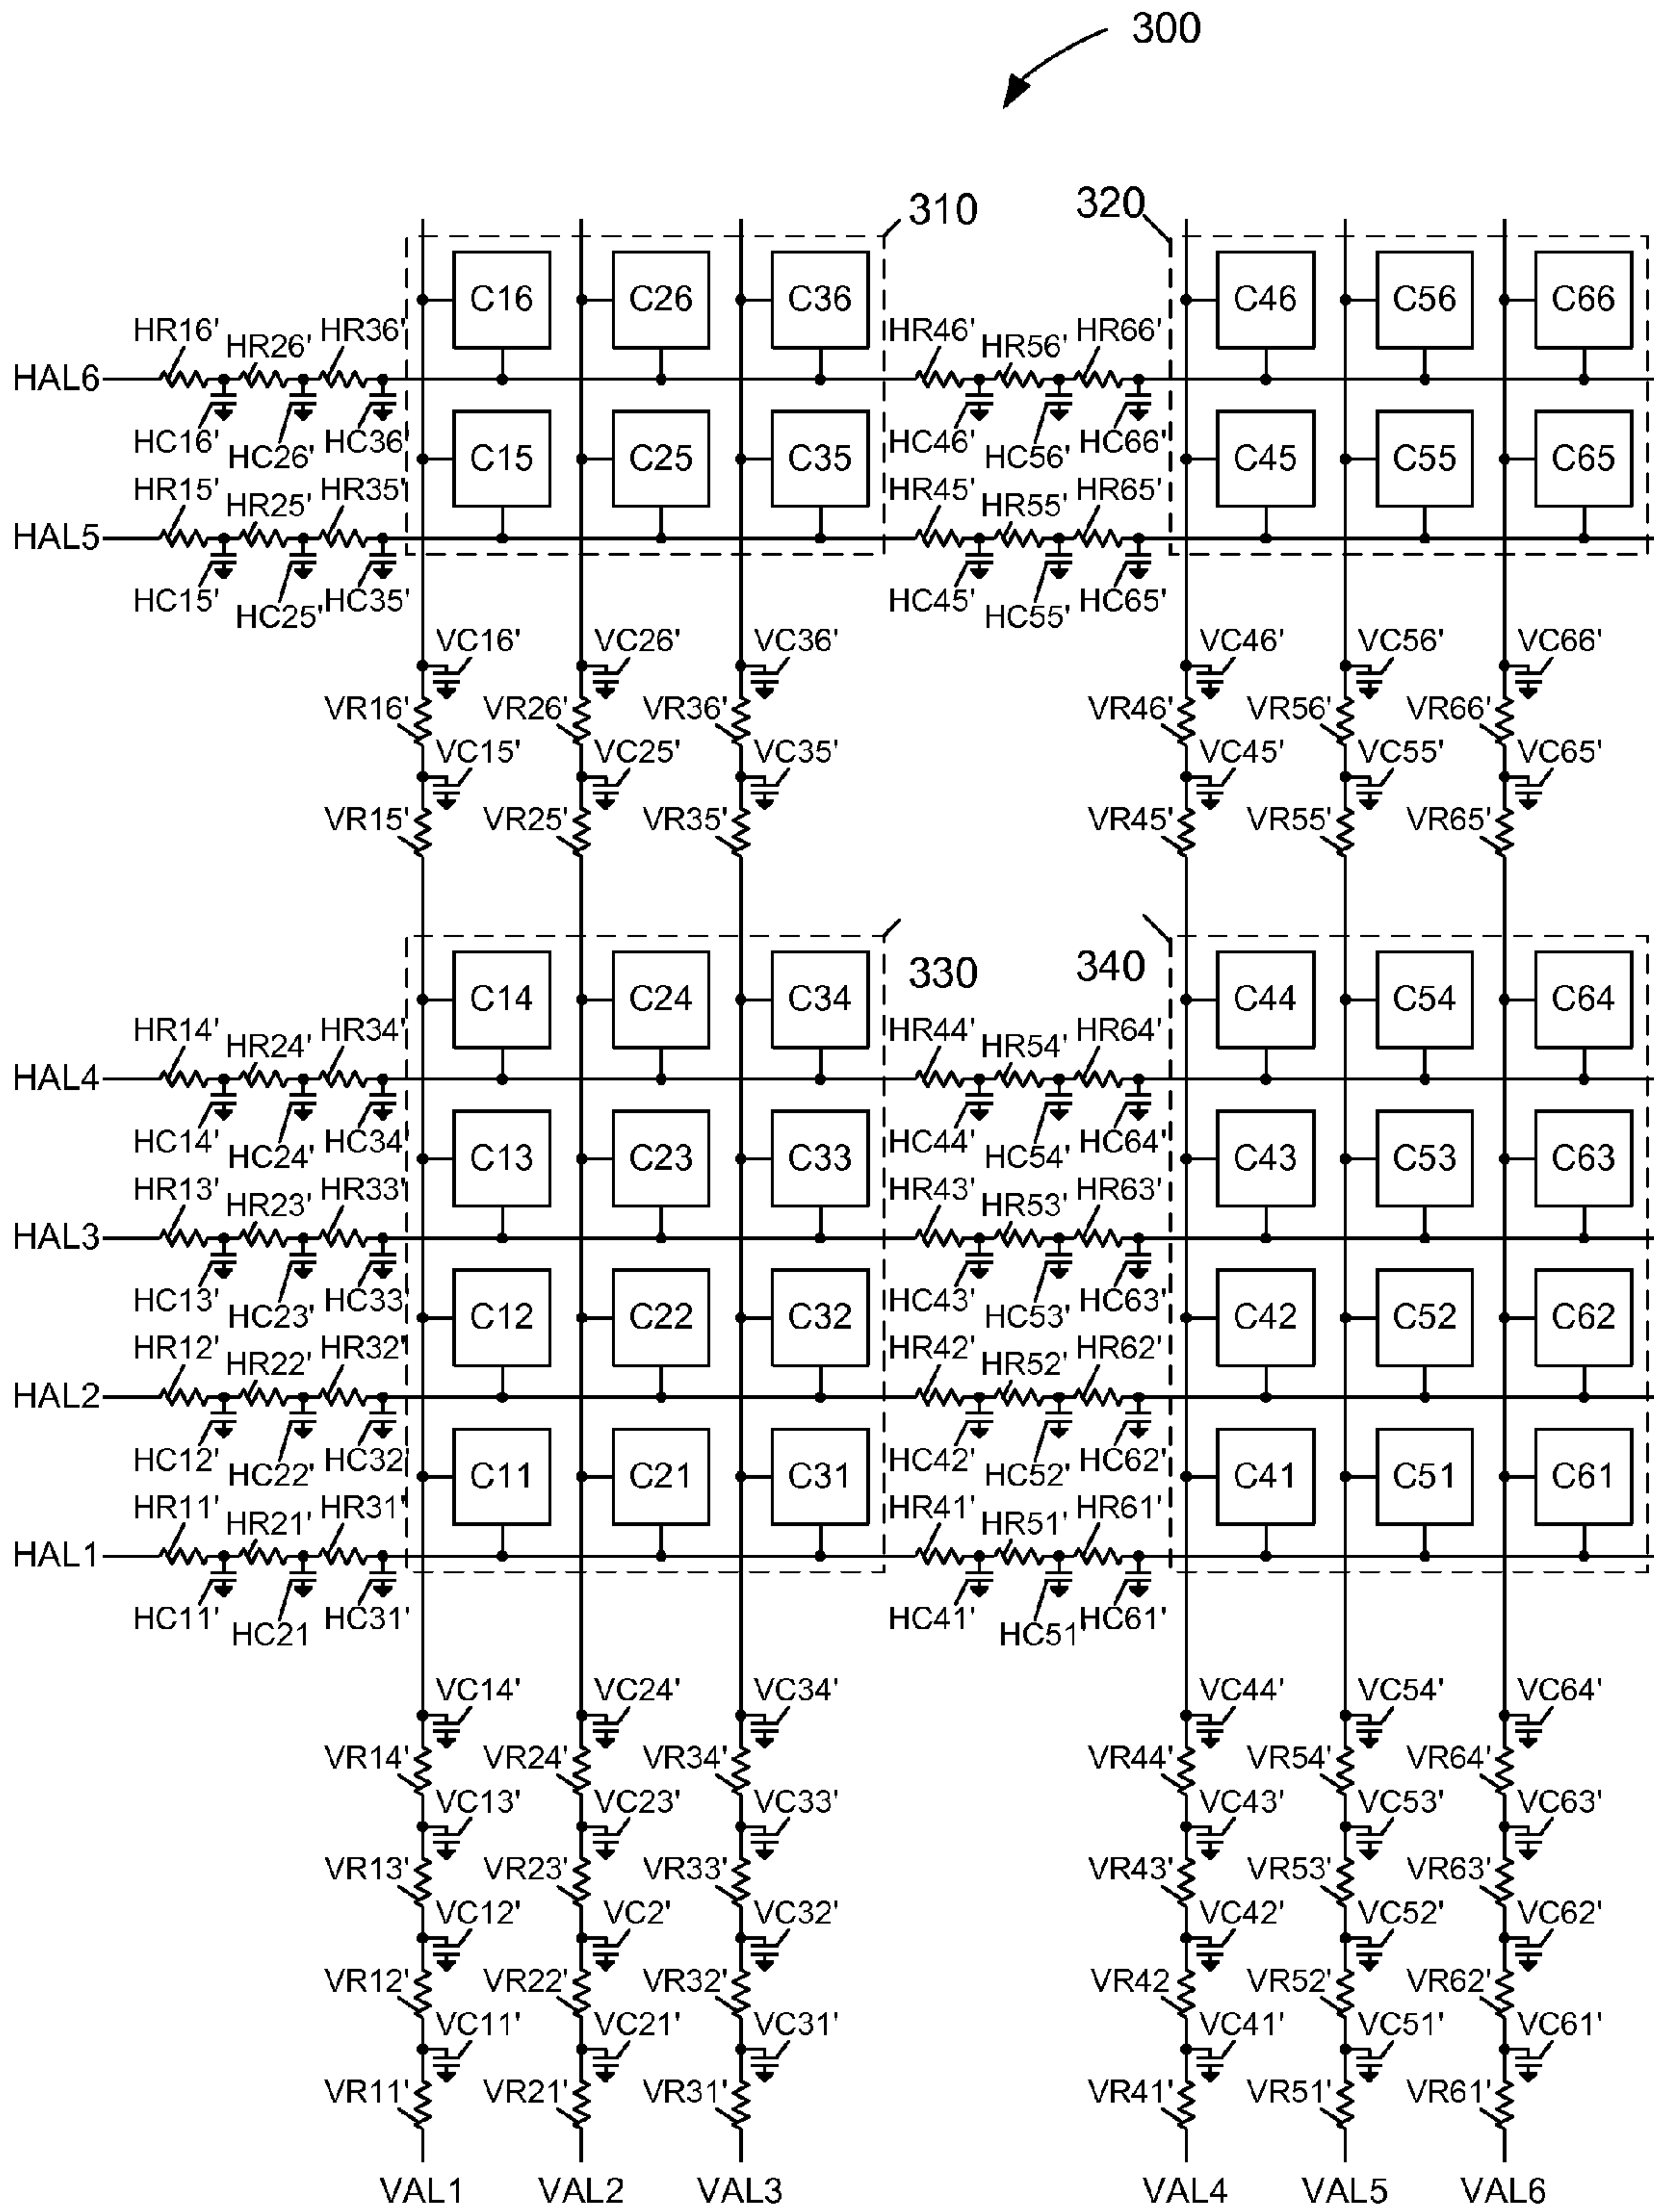 300
310 320
C16 C26 C36 C46 C56 C66
HR16' HR26' HR36' HR46' HR56' HR66'
HAL6
HC16' HC26' HC36' HC46' HC56' HC66'
C15 C25 C35 C45 C55 C65
HR15' HR25' HR35' HR45' HR55' HR65'
HAL5
HC15' HC25' HC35' HC45' HC55' HC65'
VC16' VC26' VC36' VC46' VC56' VC66'
VR16' VR26' VR36' VR46' VR56' VR66'
VC15' VC25' VC35' VC45' VC55' VC65'
VR15' VR25' VR35' VR45' VR55' VR65'
330 340
C14 C24 C34 C44 C54 C64
HR14' HR24' HR34' HR44' HR54' HR64'
HAL4
HC14' HC24' HC34' HC44' HC54' HC64'
C13 C23 C33 C43 C53 C63
HR13' HR23' HR33' HR43' HR53' HR63'
HAL3
HC13' HC23' HC33' HC43' HC53' HC63'
C12 C22 C32 C42 C52 C62
HR12' HR22' HR32' HR42' HR52' HR62'
HAL2
HC12' HC22' HC32' HC42' HC52' HC62'
C11 C21 C31 C41 C51 C61
HR11' HR21' HR31' HR41' HR51' HR61'
HAL1
HC11' HC21 HC31' HC41' HC51' HC61'
VC14' VC24' VC34' VC44' VC54' VC64'
VR14' VR24' VR34' VR44' VR54' VR64'
VC13' VC23' VC33' VC43' VC53' VC63'
VR13' VR23' VR33' VR43' VR53' VR63'
VC12' VC2' VC32' VC42' VC52' VC62'
VR12' VR22' VR32' VR42 VR52' VR62'
VC11' VC21' VC31' VC41' VC51' VC61'
VR11' VR21' VR31' VR41' VR51' VR61'
VAL1 VAL2 VAL3 VAL4 VAL5 VAL6